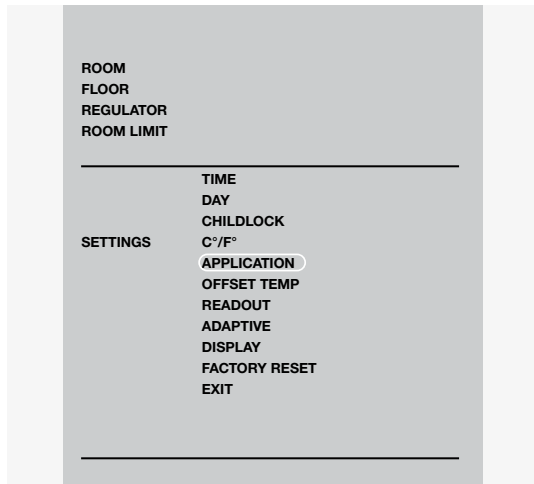 ROOM
FLOOR
REGULATOR
ROOM LIMIT
TIME
DAY
CHILDLOCK
SETTINGS C°/F°
APPLICATION
OFFSET TEMP
READOUT
ADAPTIVE
DISPLAY
FACTORY RESET
EXIT